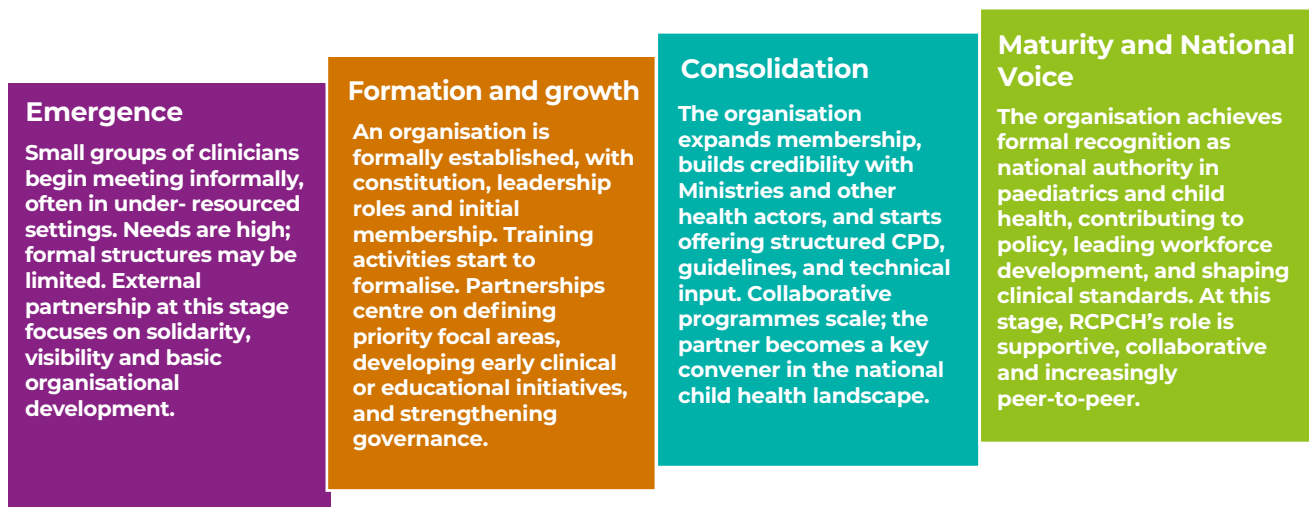 Emergence
Small groups of clinicians
begin meeting informally,
often in under- resourced
settings. Needs are high;
formal structures may be
limited. External
partnership at this stage
focuses on solidarity,
visibility and basic
organisational
development.
Formation and growth
An organisation is
formally established, with
constitution, leadership
roles and initial
membership. Training
activities start to
formalise. Partnerships
centre on defining
priority focal areas,
developing early clinical
or educational initiatives,
and strengthening
governance.
Consolidation
The organisation
expands membership,
builds credibility with
Ministries and other
health actors, and starts
offering structured CPD,
guidelines, and technical
input. Collaborative
programmes scale; the
partner becomes a key
convener in the national
child health landscape.
Maturity and National
Voice
The organisation achieves
formal recognition as
national authority in
paediatrics and child
health, contributing to
policy, leading workforce
development, and shaping
clinical standards. At this
stage, RCPCH’s role is
supportive, collaborative
and increasingly
peer-to-peer.